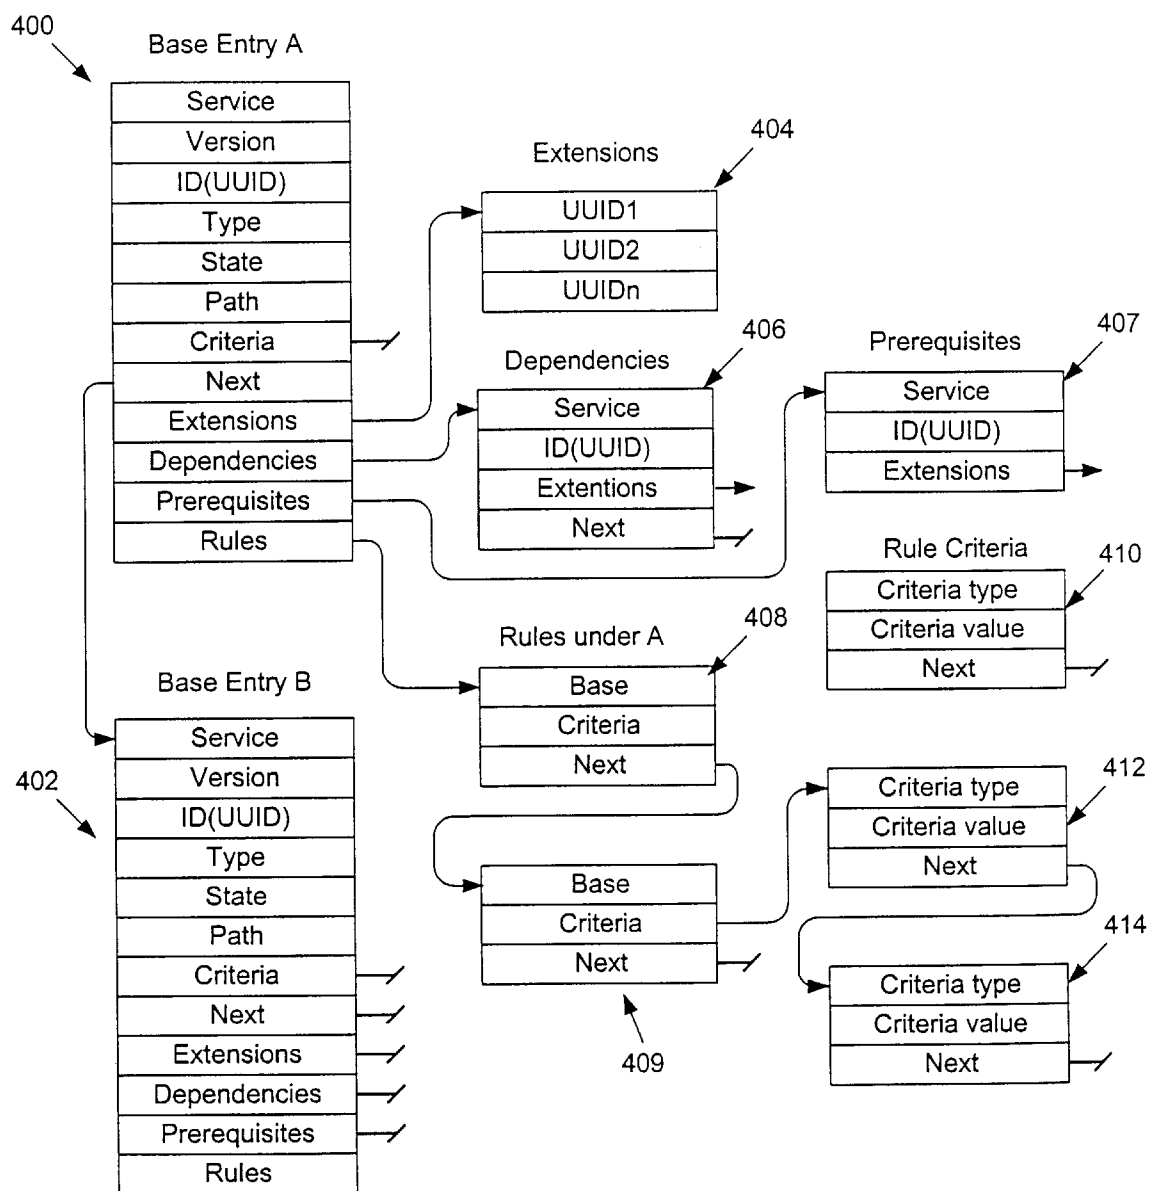 400
Base Entry A
Service
Version
ID(UUID)
Type
State
Path
Criteria
Next
Extensions
Dependencies
Prerequisites
Rules
Extensions
404
UUID1
UUID2
UUIDn
Dependencies
406
Service
ID(UUID)
Extentions
Next
Prerequisites
407
Service
ID(UUID)
Extensions
Rule Criteria
410
Criteria type
Criteria value
Next
Rules under A
408
Base
Criteria
Next
Base
Criteria
Next
409
Criteria type
412
Criteria value
Next
414
Criteria type
Criteria value
Next
Base Entry B
402
Service
Version
ID(UUID)
Type
State
Path
Criteria
Next
Extensions
Dependencies
Prerequisites
Rules